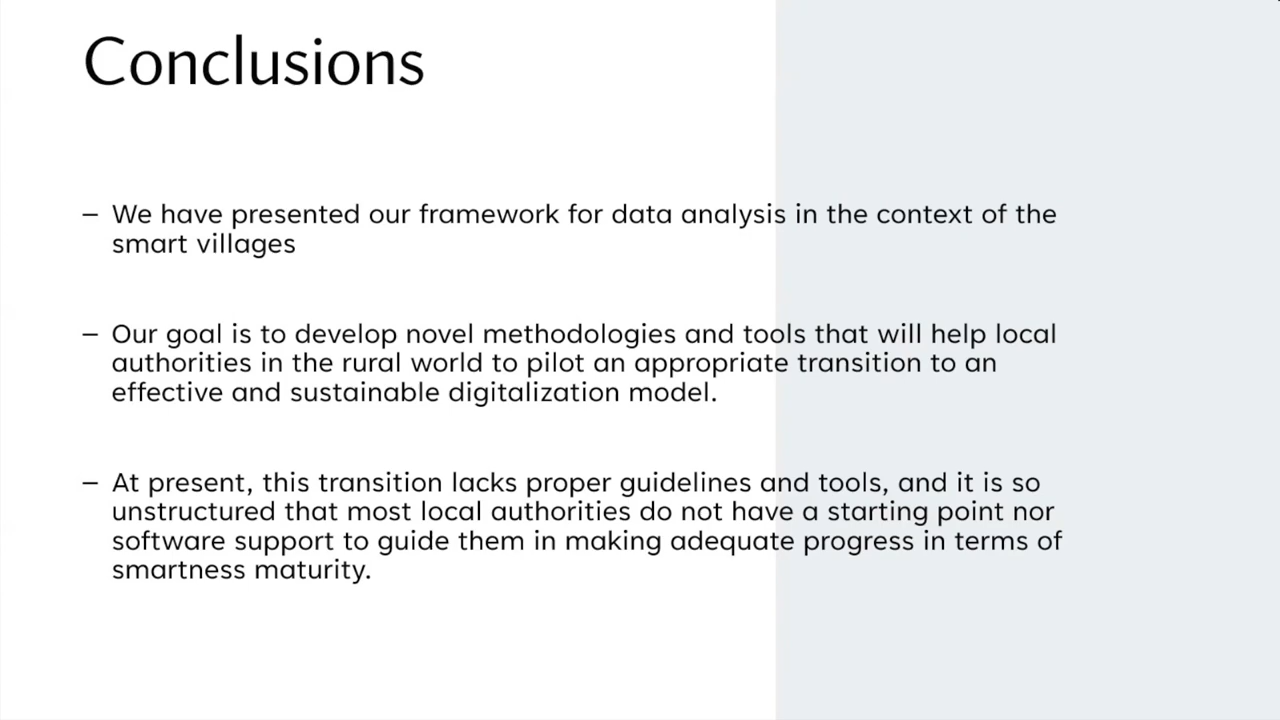 Conclusions
– We have presented our framework for data analysis in the context of the
smart villages
– Our goal is to develop novel methodologies and tools that will help local
authorities in the rural world to pilot an appropriate transition to an
effective and sustainable digitalization model.
– At present, this transition lacks proper guidelines and tools, and it is so
unstructured that most local authorities do not have a starting point nor
software support to guide them in making adequate progress in terms of
smartness maturity.